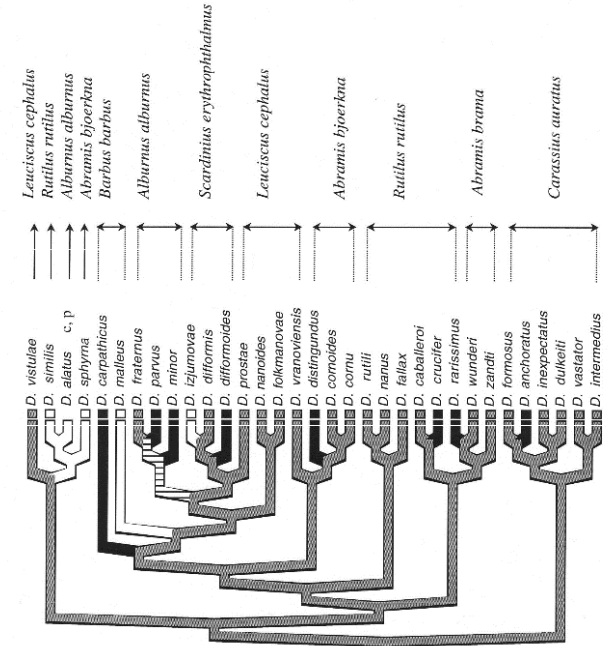 Leuciscus cephalus
Rutilus rutilus
Alburnus alburnus
Abramis bjoerkna
Barbus barbus
Alburnus alburnus
Scardinius erythrophthalmus
Leuciscus cephalus
Abramis bjoerkna
Rutilus rutilus
Abramis brama
Carassius auratus
D. vistulae
D. similis
D. alatus c, p
D. sphyrna
D. carpathicus
D. malleus
D. fraternus
D. parvus
D. minor
D. izjumovae
D. difformis
D. difformoides
D. prostae
D. nanoides
D. folkmanovae
D. vranoviensis
D. distingundus
D. cornoides
D. cornu
D. rutili
D. nanus
D. fallax
D. caballeroi
D. crucifer
D. rarissimus
D. wunderi
D. zandti
D. formosus
D. anchoratus
D. inexpectatus
D. dulkeiti
D. vastator
D. intermedius